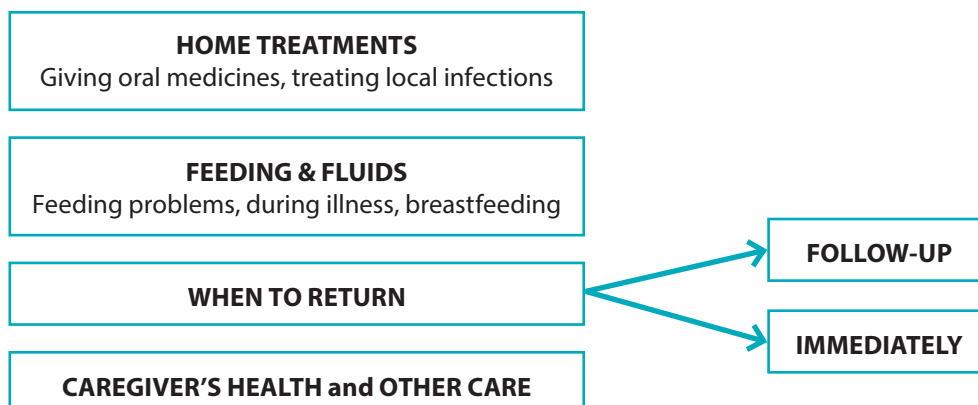 HOME TREATMENTS
Giving oral medicines, treating local infections
FEEDING & FLUIDS
Feeding problems, during illness, breastfeeding
WHEN TO RETURN
FOLLOW-UP
IMMEDIATELY
CAREGIVER’S HEALTH and OTHER CARE